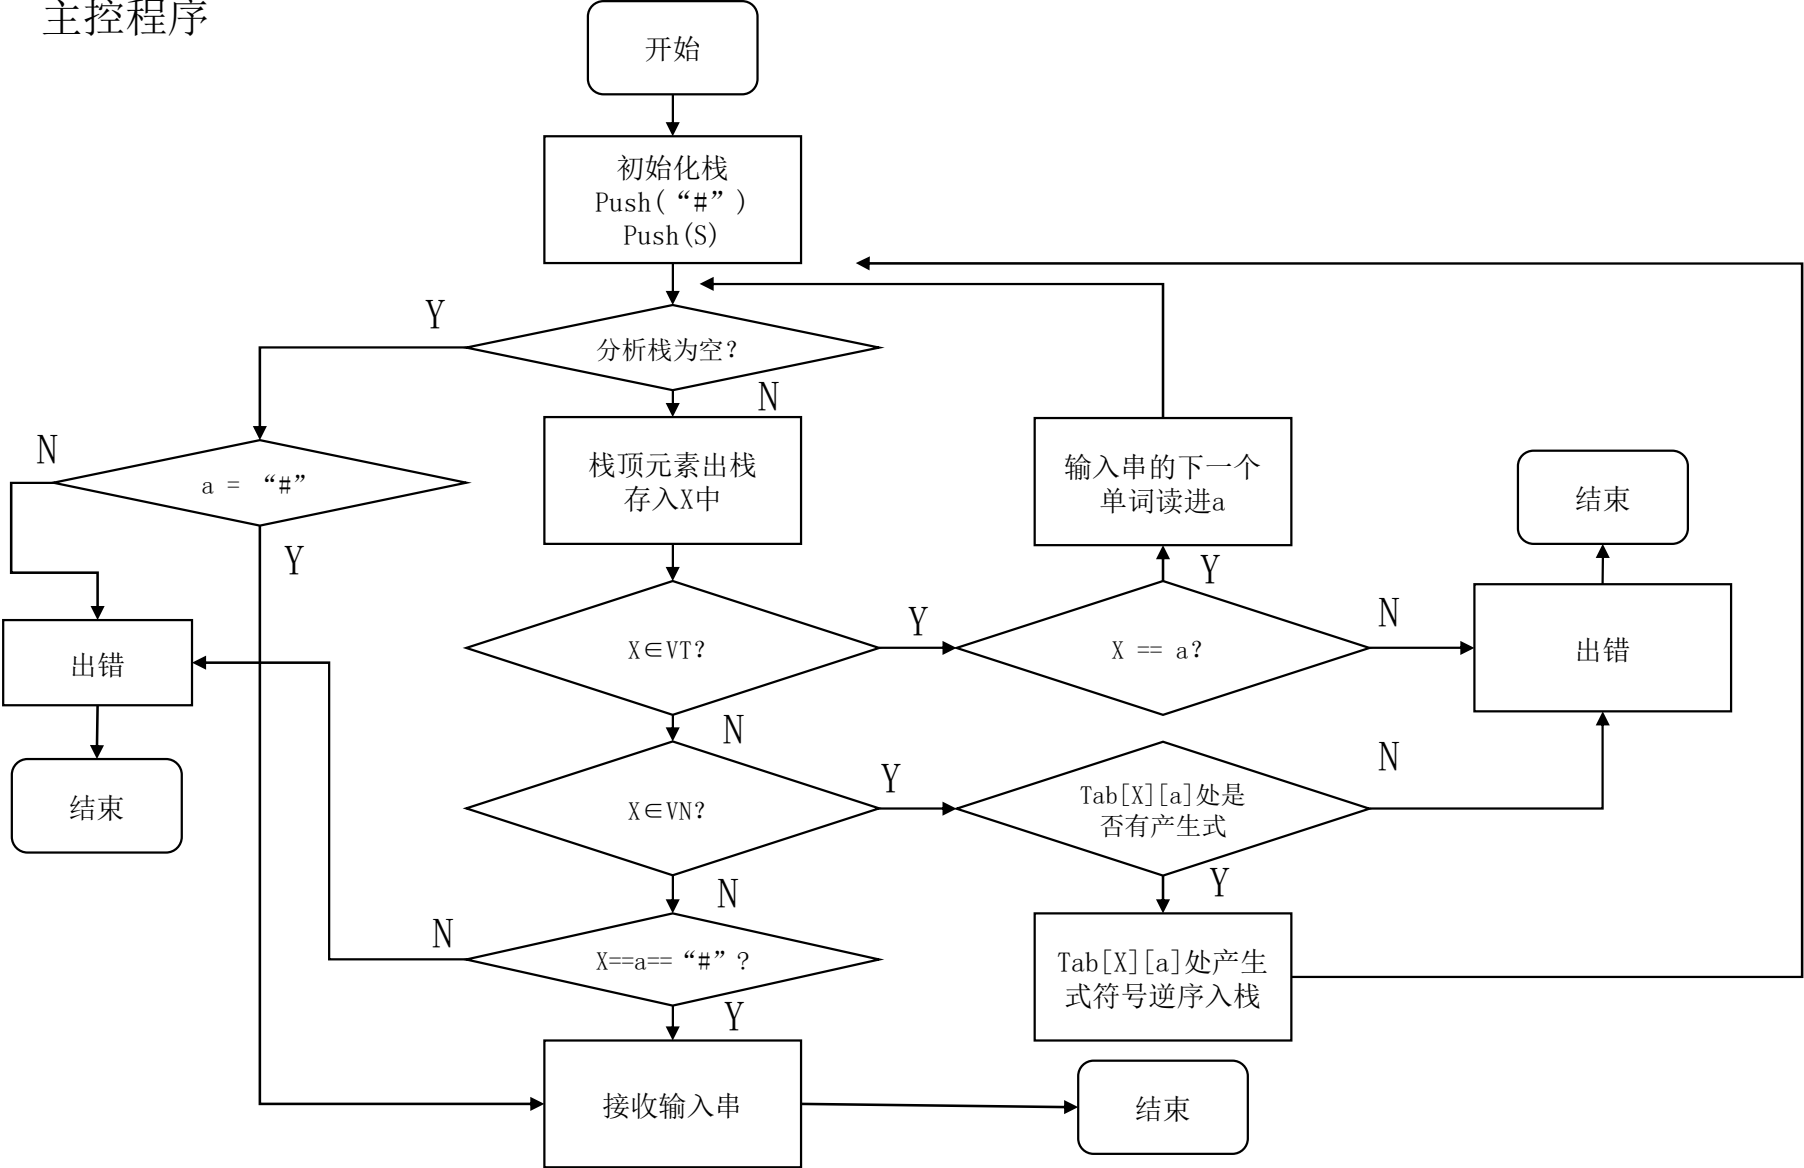 主控程序
开始
初始化栈
Push(“#”)
Push(S)
Y
分析栈为空?
N
N
a = “#”
栈顶元素出栈
存入X中
输入串的下一个
单词读进a
结束
Y
Y
N
X∈VT?
Y
X == a?
出错
出错
N
N
Y
Tab[X][a]处是
否有产生式
X∈VN?
结束
Y
N
N
X==a==“#”?
Tab[X][a]处产生
式符号逆序入栈
Y
接收输入串
结束